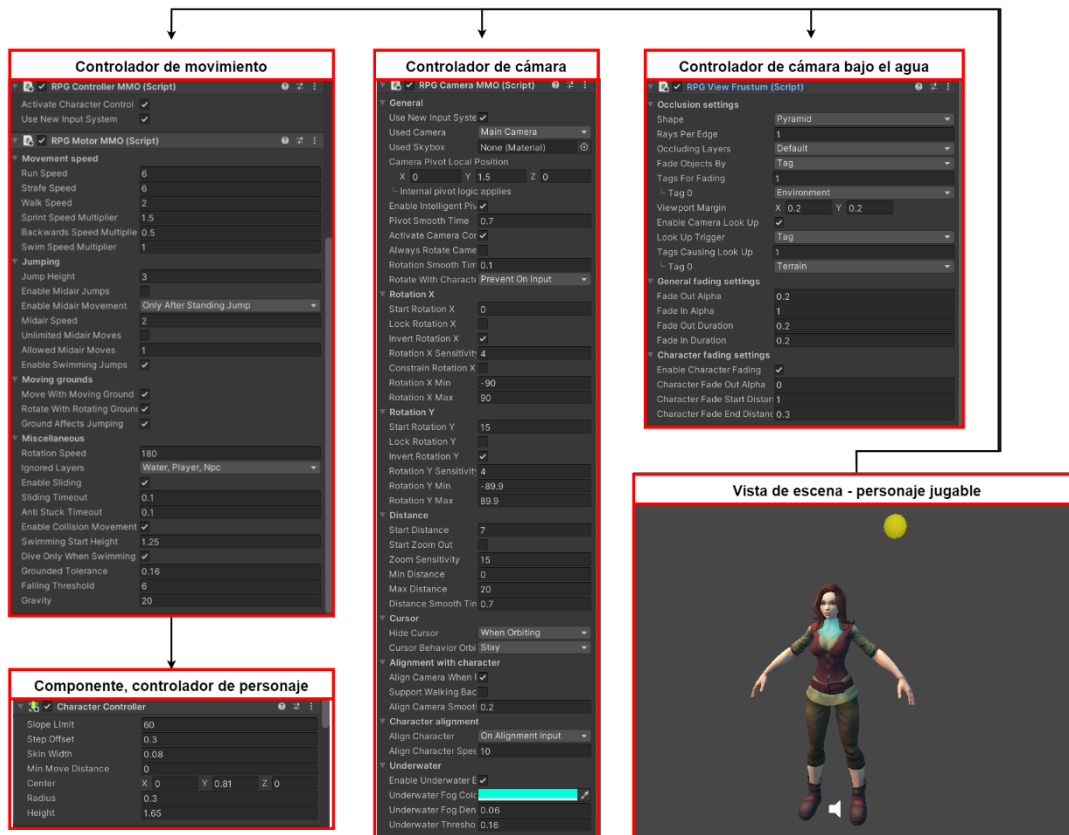 Controlador de movimiento
RPG Controller MMO (Script)
Activate Character Control
Use New Input System
RPG Motor MMO (Script)
Movement speed
Run Speed 6
Strafe Speed 6
Walk Speed 2
Sprint Speed Multiplier 1.5
Backwards Speed Multiplie 0.5
Swim Speed Multiplier 1
Jumping
Jump Height 3
Enable Midair Jumps
Enable Midair Movement Only After Standing Jump
Midair Speed 2
Unlimited Midair Moves
Allowed Midair Moves 1
Enable Swimming Jumps
Moving grounds
Move With Moving Ground
Rotate With Rotating Ground
Ground Affects Jumping
Miscellaneous
Rotation Speed 180
Ignored Layers Water, Player, Npc
Enable Sliding
Sliding Timeout 0.1
Anti Stuck Timeout 0.1
Enable Collision Movement
Swimming Start Height 1.25
Dive Only When Swimming
Grounded Tolerance 0.16
Falling Threshold 6
Gravity 20
Componente, controlador de personaje
Character Controller
Slope Limit 60
Step Offset 0.3
Skin Width 0.08
Min Move Distance 0
Center X 0 Y 0.81 Z 0
Radius 0.3
Height 1.65
Controlador de cámara
RPG Camera MMO (Script)
General
Use New Input Syste
Used Camera Main Camera
Used Skybox None (Material)
Camera Pivot Local Position
X 0 Y 1.5 Z 0
Internal pivot logic applies
Enable Intelligent Piv
Pivot Smooth Time 0.7
Activate Camera Cor
Always Rotate Came
Rotation Smooth Tim 0.1
Rotate With Characte Prevent On Input
Rotation X
Start Rotation X 0
Lock Rotation X
Invert Rotation X
Rotation X Sensitivity 4
Constrain Rotation X
Rotation X Min -90
Rotation X Max 90
Rotation Y
Start Rotation Y 15
Lock Rotation Y
Invert Rotation Y
Rotation Y Sensitivity 4
Rotation Y Min -89.9
Rotation Y Max 89.9
Distance
Start Distance 7
Start Zoom Out
Zoom Sensitivity 15
Min Distance 0
Max Distance 20
Distance Smooth Tin 0.7
Cursor
Hide Cursor When Orbiting
Cursor Behavior Orbi Stay
Alignment with character
Align Camera When
Support Walking Bac
Align Camera Smooti 0.2
Character alignment
Align Character On Alignment Input
Align Character Spee 10
Underwater
Enable Underwater E
Underwater Fog Colo
Underwater Fog Den 0.06
Underwater Thresho 0.16
Controlador de cámara bajo el agua
RPG View Frustum (Script)
Occlusion settings
Shape Pyramid
Rays Per Edge 1
Occluding Layers Default
Fade Objects By Tag
Tags For Fading 1
Tag 0 Environment
Viewport Margin X 0.2 Y 0.2
Enable Camera Look Up
Look Up Trigger Tag
Tags Causing Look Up 1
Tag 0 Terrain
General fading settings
Fade Out Alpha 0.2
Fade In Alpha 1
Fade Out Duration 0.2
Fade In Duration 0.2
Character fading settings
Enable Character Fading
Character Fade Out Alpha 0
Character Fade Start Distan 1
Character Fade End Distanc 0.3
Vista de escena - personaje jugable